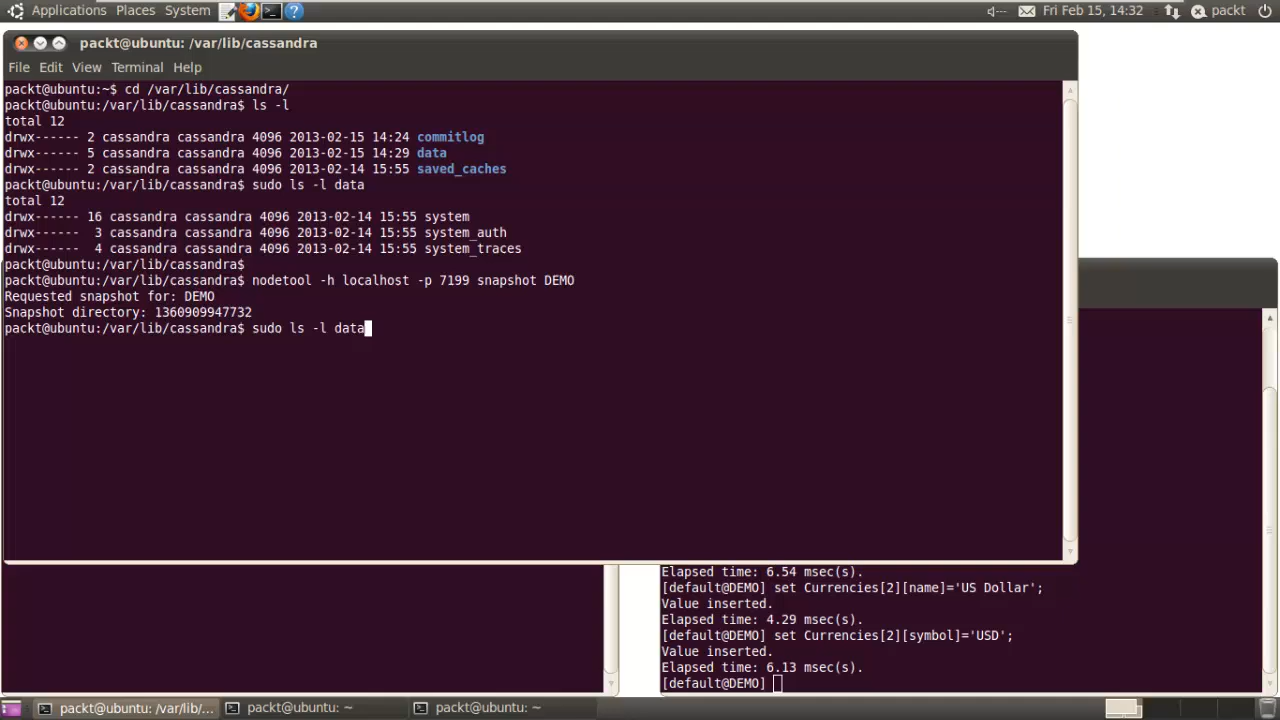 Applications Places System Fri Feb 15, 14:32 packt
packt@ubuntu: /var/lib/cassandra
File Edit View Terminal Help
packt@ubuntu:~$ cd /var/lib/cassandra/
packt@ubuntu:/var/lib/cassandra$ ls -l
total 12
drwx------ 2 cassandra cassandra 4096 2013-02-15 14:24 commitlog
drwx------ 5 cassandra cassandra 4096 2013-02-15 14:29 data
drwx------ 2 cassandra cassandra 4096 2013-02-14 15:55 saved_caches
packt@ubuntu:/var/lib/cassandra$ sudo ls -l data
total 12
drwx------ 16 cassandra cassandra 4096 2013-02-14 15:55 system
drwx------  3 cassandra cassandra 4096 2013-02-14 15:55 system_auth
drwx------  4 cassandra cassandra 4096 2013-02-14 15:55 system_traces
packt@ubuntu:/var/lib/cassandra$
packt@ubuntu:/var/lib/cassandra$ nodetool -h localhost -p 7199 snapshot DEMO
Requested snapshot for: DEMO
Snapshot directory: 1360909947732
packt@ubuntu:/var/lib/cassandra$ sudo ls -l data
Elapsed time: 6.54 msec(s).
[default@DEMO] set Currencies[2][name]='US Dollar';
Value inserted.
Elapsed time: 4.29 msec(s).
[default@DEMO] set Currencies[2][symbol]='USD';
Value inserted.
Elapsed time: 6.13 msec(s).
[default@DEMO]
packt@ubuntu: /var/lib/... packt@ubuntu: ~ packt@ubuntu: ~